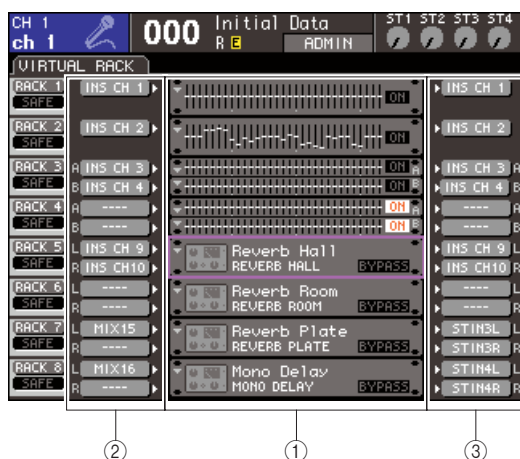 CH 1
ch 1
000
Initial Data
R E
ADMIN
ST1 ST2 ST3 ST4
VIRTUAL RACK
RACK 1
SAFE
INS CH 1
ON
INS CH 1
RACK 2
SAFE
INS CH 2
ON
INS CH 2
RACK 3
SAFE
A INS CH 3
ON A
INS CH 3 A
B INS CH 4
ON B
INS CH 4 B
RACK 4
SAFE
A ----
ON A
---- A
B ----
ON B
---- B
RACK 5
SAFE
L INS CH 9
Reverb Hall
INS CH 9 L
R INS CH10
REVERB HALL
BYPASS
INS CH10 R
RACK 6
SAFE
L ----
Reverb Room
---- L
R ----
REVERB ROOM
BYPASS
---- R
RACK 7
SAFE
L MIX15
Reverb Plate
STIN3L L
R ----
REVERB PLATE
BYPASS
STIN3R R
RACK 8
SAFE
L MIX16
Mono Delay
STIN4L L
R ----
MONO DELAY
BYPASS
STIN4R R
② ① ③